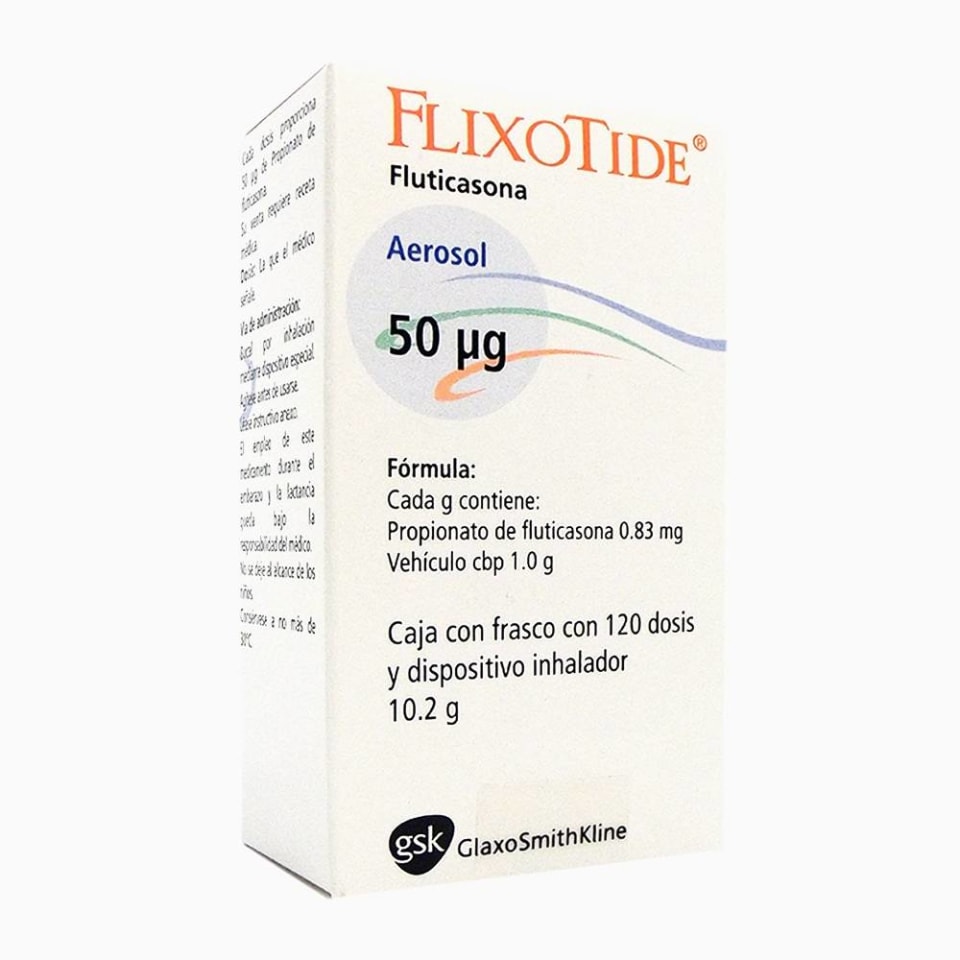 FLIXOTIDE®
Fluticasona
Aerosol
50 µg
Fórmula:
Cada g contiene:
Propionato de fluticasona 0.83 mg
Vehículo cbp 1.0 g
Caja con frasco con 120 dosis
y dispositivo inhalador
10.2 g
gsk GlaxoSmithKline
Cada dosis proporciona
50 µg de Propionato de
fluticasona.
Su venta requiere receta
médica.
Dosis: La que el médico
señale.
Vía de administración:
Bucal por inhalación
mediante dispositivo especial.
Agítese antes de usarse.
Léase instructivo anexo.
El empleo de este
medicamento durante el
embarazo y la lactancia
queda bajo la
responsabilidad del médico.
No se deje al alcance de los
niños.
Consérvese a no más de
30°C.